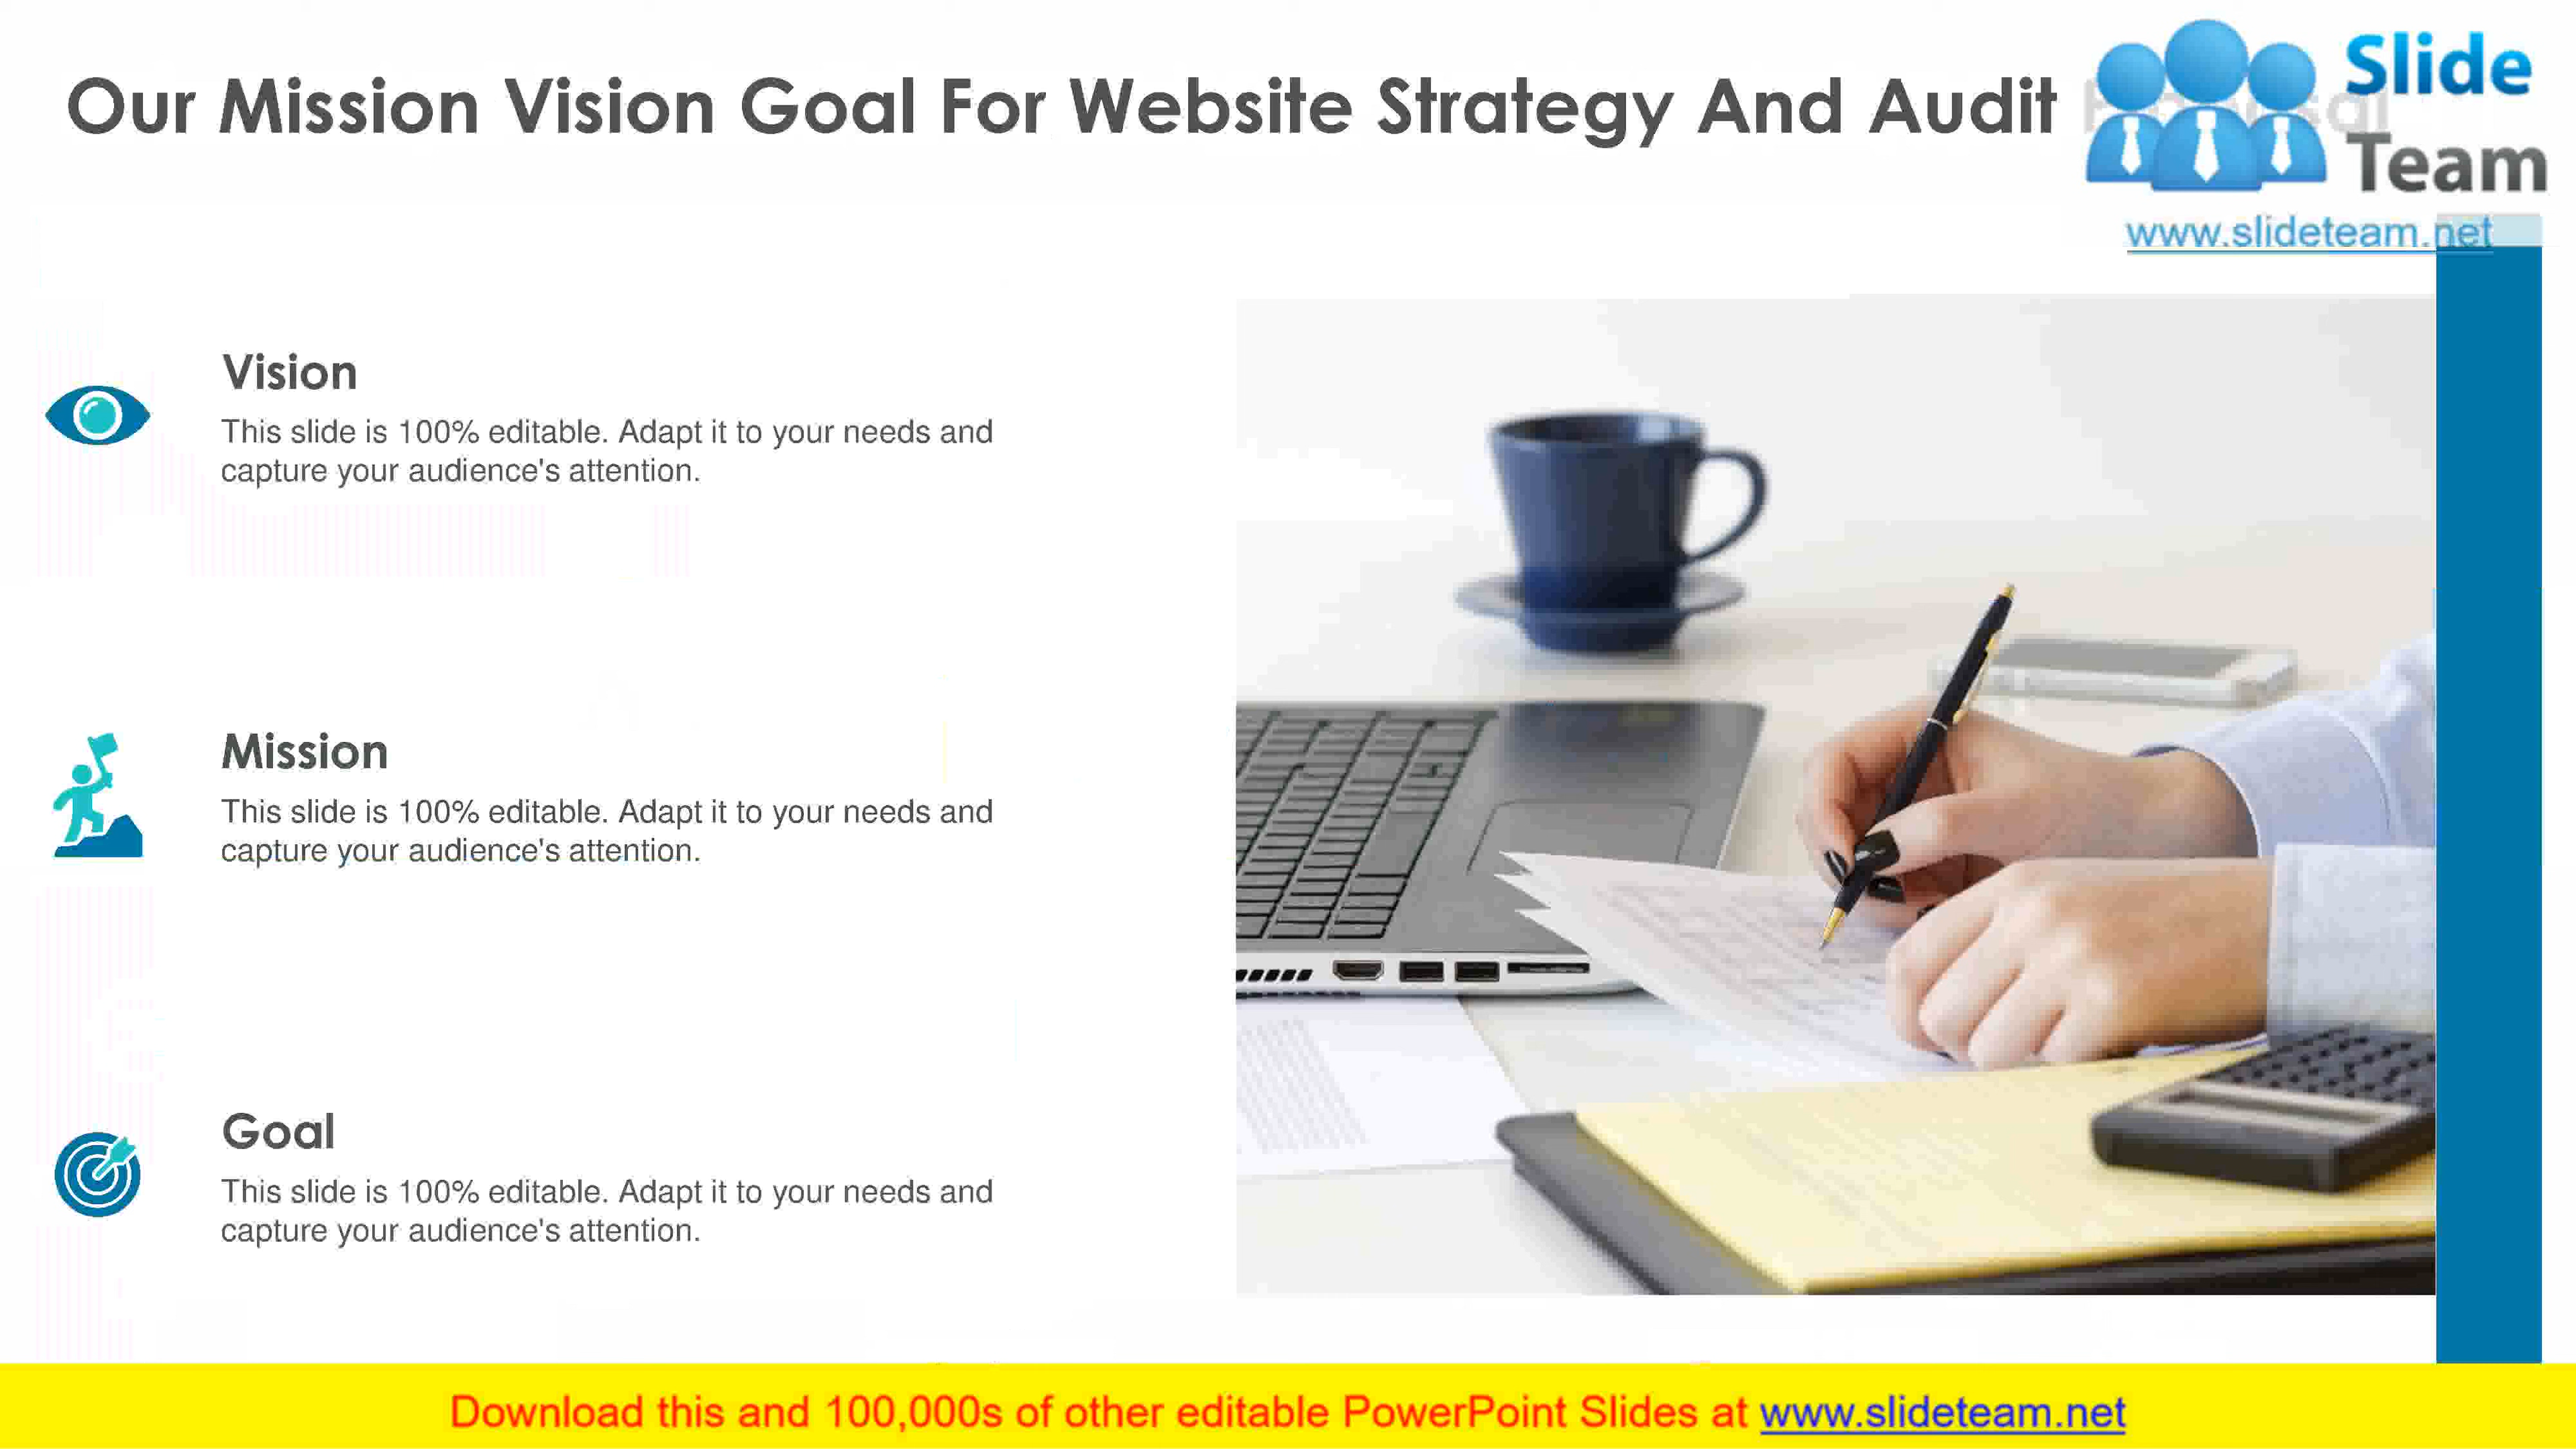 Our Mission Vision Goal For Website Strategy And Audit
Slide
Team
www.slideteam.net
Vision
This slide is 100% editable. Adapt it to your needs and
capture your audience's attention.
Mission
This slide is 100% editable. Adapt it to your needs and
capture your audience's attention.
Goal
This slide is 100% editable. Adapt it to your needs and
capture your audience's attention.
Download this and 100,000s of other editable PowerPoint Slides at www.slideteam.net